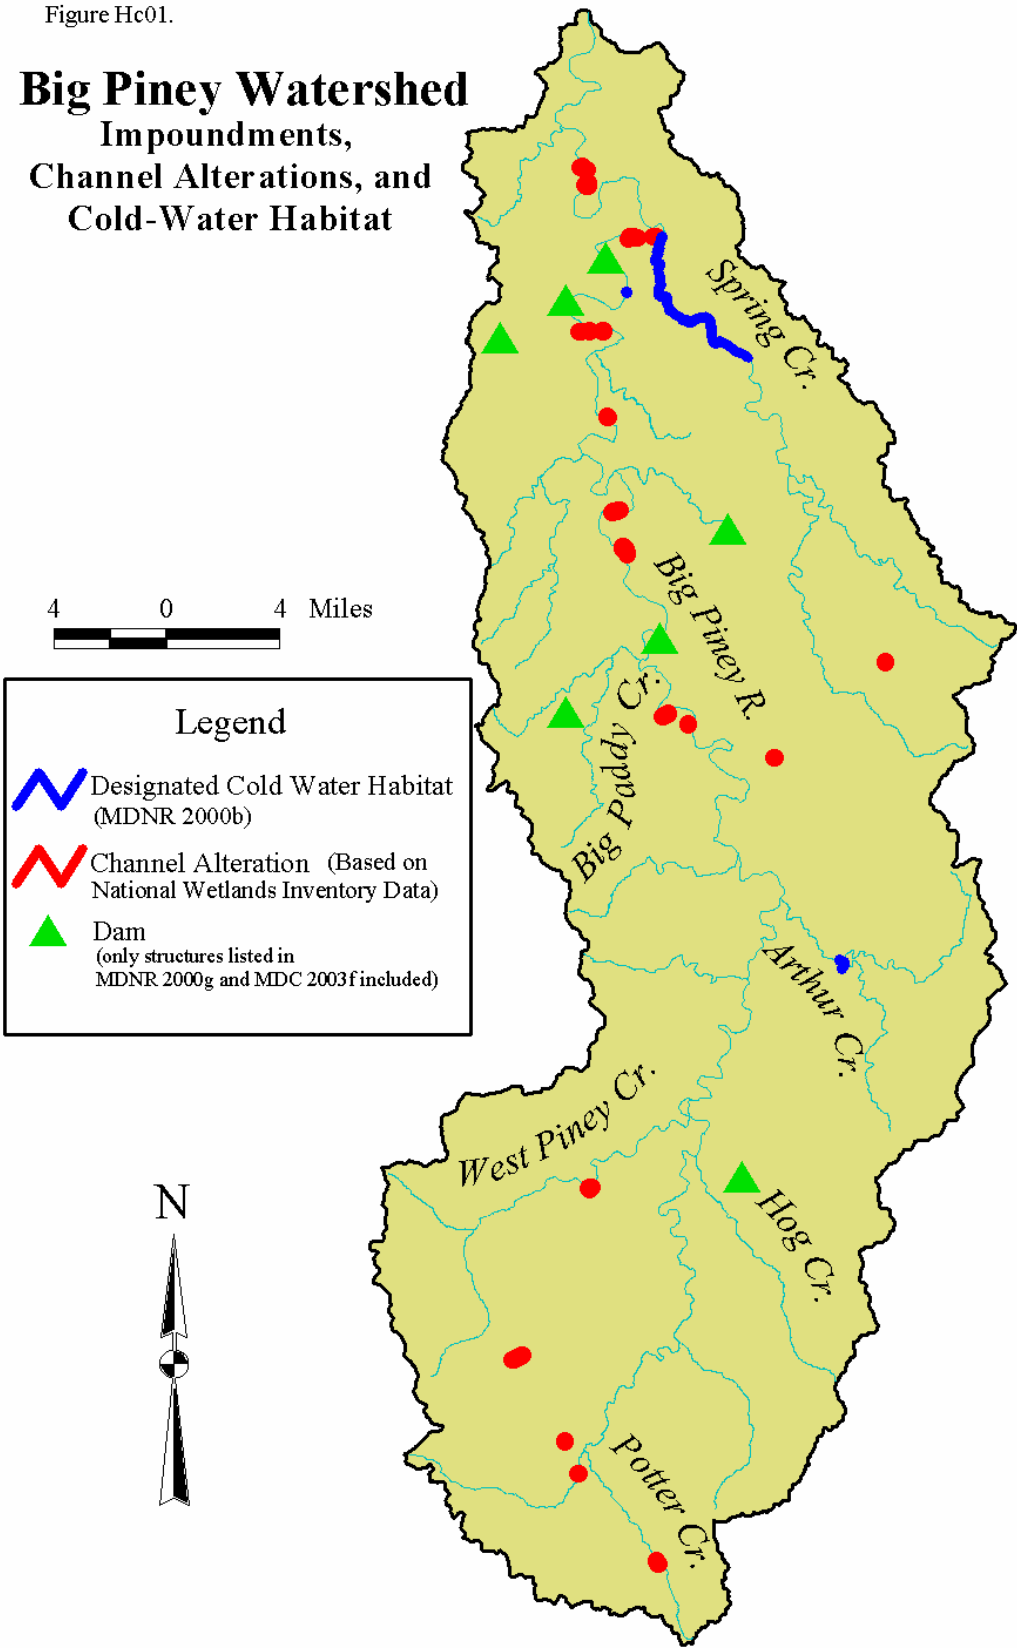 Figure Hc01.
Big Piney Watershed
Impoundments,
Channel Alterations, and
Cold-Water Habitat
Spring Cr.
Big Piney R.
4 0 4 Miles
Big Paddy Cr.
Legend
Designated Cold Water Habitat
(MDNR 2000b)
Channel Alteration (Based on
National Wetlands Inventory Data)
Dam
(only structures listed in
MDNR 2000g and MDC 2003f included)
Arthur Cr.
West Piney Cr.
N
Hog Cr.
Potter Cr.